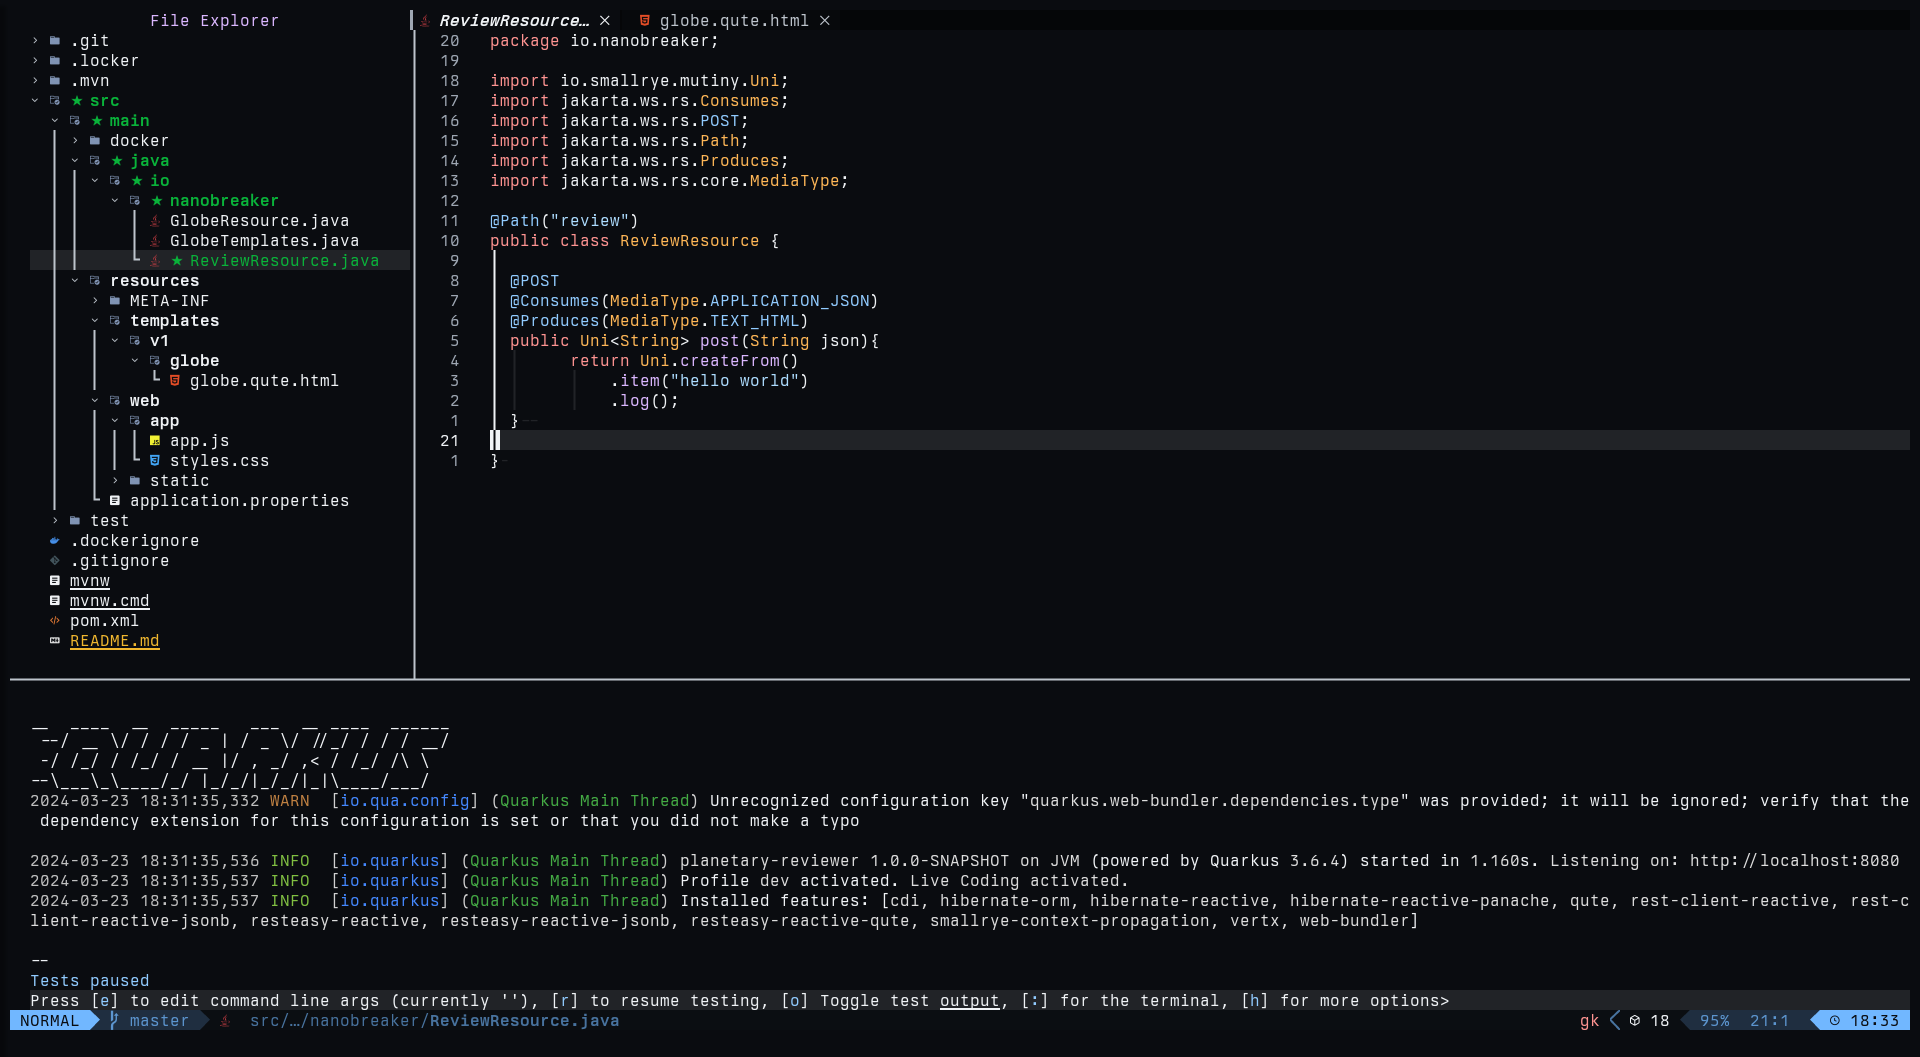 File Explorer
.git
.locker
.mvn
src
main
docker
java
io
nanobreaker
GlobeResource.java
GlobeTemplates.java
ReviewResource.java
resources
META-INF
templates
v1
globe
globe.qute.html
web
app
app.js
styles.css
static
application.properties
test
.dockerignore
.gitignore
mvnw
mvnw.cmd
pom.xml
README.md
ReviewResource… ✕ globe.qute.html ✕
20 package io.nanobreaker;
19
18 import io.smallrye.mutiny.Uni;
17 import jakarta.ws.rs.Consumes;
16 import jakarta.ws.rs.POST;
15 import jakarta.ws.rs.Path;
14 import jakarta.ws.rs.Produces;
13 import jakarta.ws.rs.core.MediaType;
12
11 @Path("review")
10 public class ReviewResource {
9
8 @POST
7 @Consumes(MediaType.APPLICATION_JSON)
6 @Produces(MediaType.TEXT_HTML)
5 public Uni<String> post(String json){
4 return Uni.createFrom()
3 .item("hello world")
2 .log();
1 }
21
1 }
__  ____  __  _____   ___  __ ____  ______
 --/ __ \/ / / / _ | / _ \/ //_/ / / / __/
 -/ /_/ / /_/ / __ |/ , _/ ,< / /_/ /\ \
--\___\_\____/_/ |_/_/|_/_/|_|\____/___/
2024-03-23 18:31:35,332 WARN  [io.qua.config] (Quarkus Main Thread) Unrecognized configuration key "quarkus.web-bundler.dependencies.type" was provided; it will be ignored; verify that the
dependency extension for this configuration is set or that you did not make a typo
2024-03-23 18:31:35,536 INFO  [io.quarkus] (Quarkus Main Thread) planetary-reviewer 1.0.0-SNAPSHOT on JVM (powered by Quarkus 3.6.4) started in 1.160s. Listening on: http://localhost:8080
2024-03-23 18:31:35,537 INFO  [io.quarkus] (Quarkus Main Thread) Profile dev activated. Live Coding activated.
2024-03-23 18:31:35,537 INFO  [io.quarkus] (Quarkus Main Thread) Installed features: [cdi, hibernate-orm, hibernate-reactive, hibernate-reactive-panache, qute, rest-client-reactive, rest-c
lient-reactive-jsonb, resteasy-reactive, resteasy-reactive-jsonb, resteasy-reactive-qute, smallrye-context-propagation, vertx, web-bundler]
--
Tests paused
Press [e] to edit command line args (currently ''), [r] to resume testing, [o] Toggle test output, [:] for the terminal, [h] for more options>
NORMAL master src/…/nanobreaker/ReviewResource.java gk 18 95% 21:1 18:33